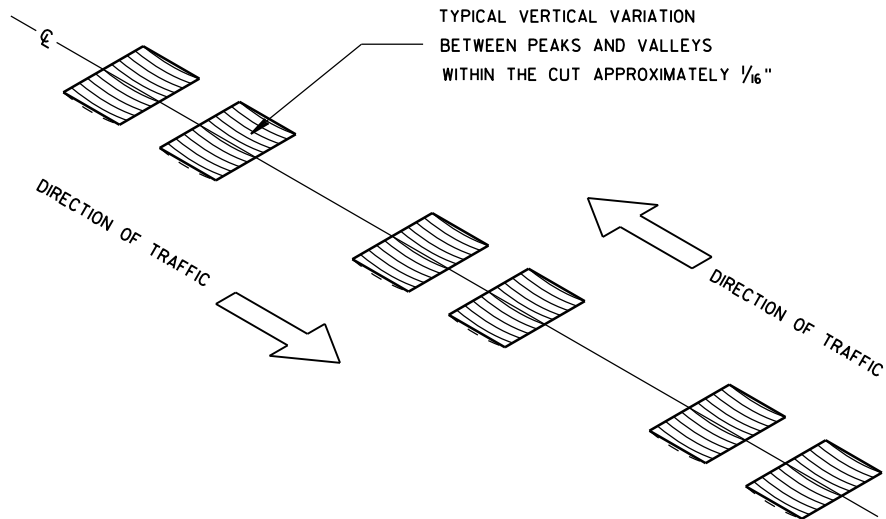 ℄
TYPICAL VERTICAL VARIATION
BETWEEN PEAKS AND VALLEYS
WITHIN THE CUT APPROXIMATELY 1/16"
DIRECTION OF TRAFFIC
DIRECTION OF TRAFFIC